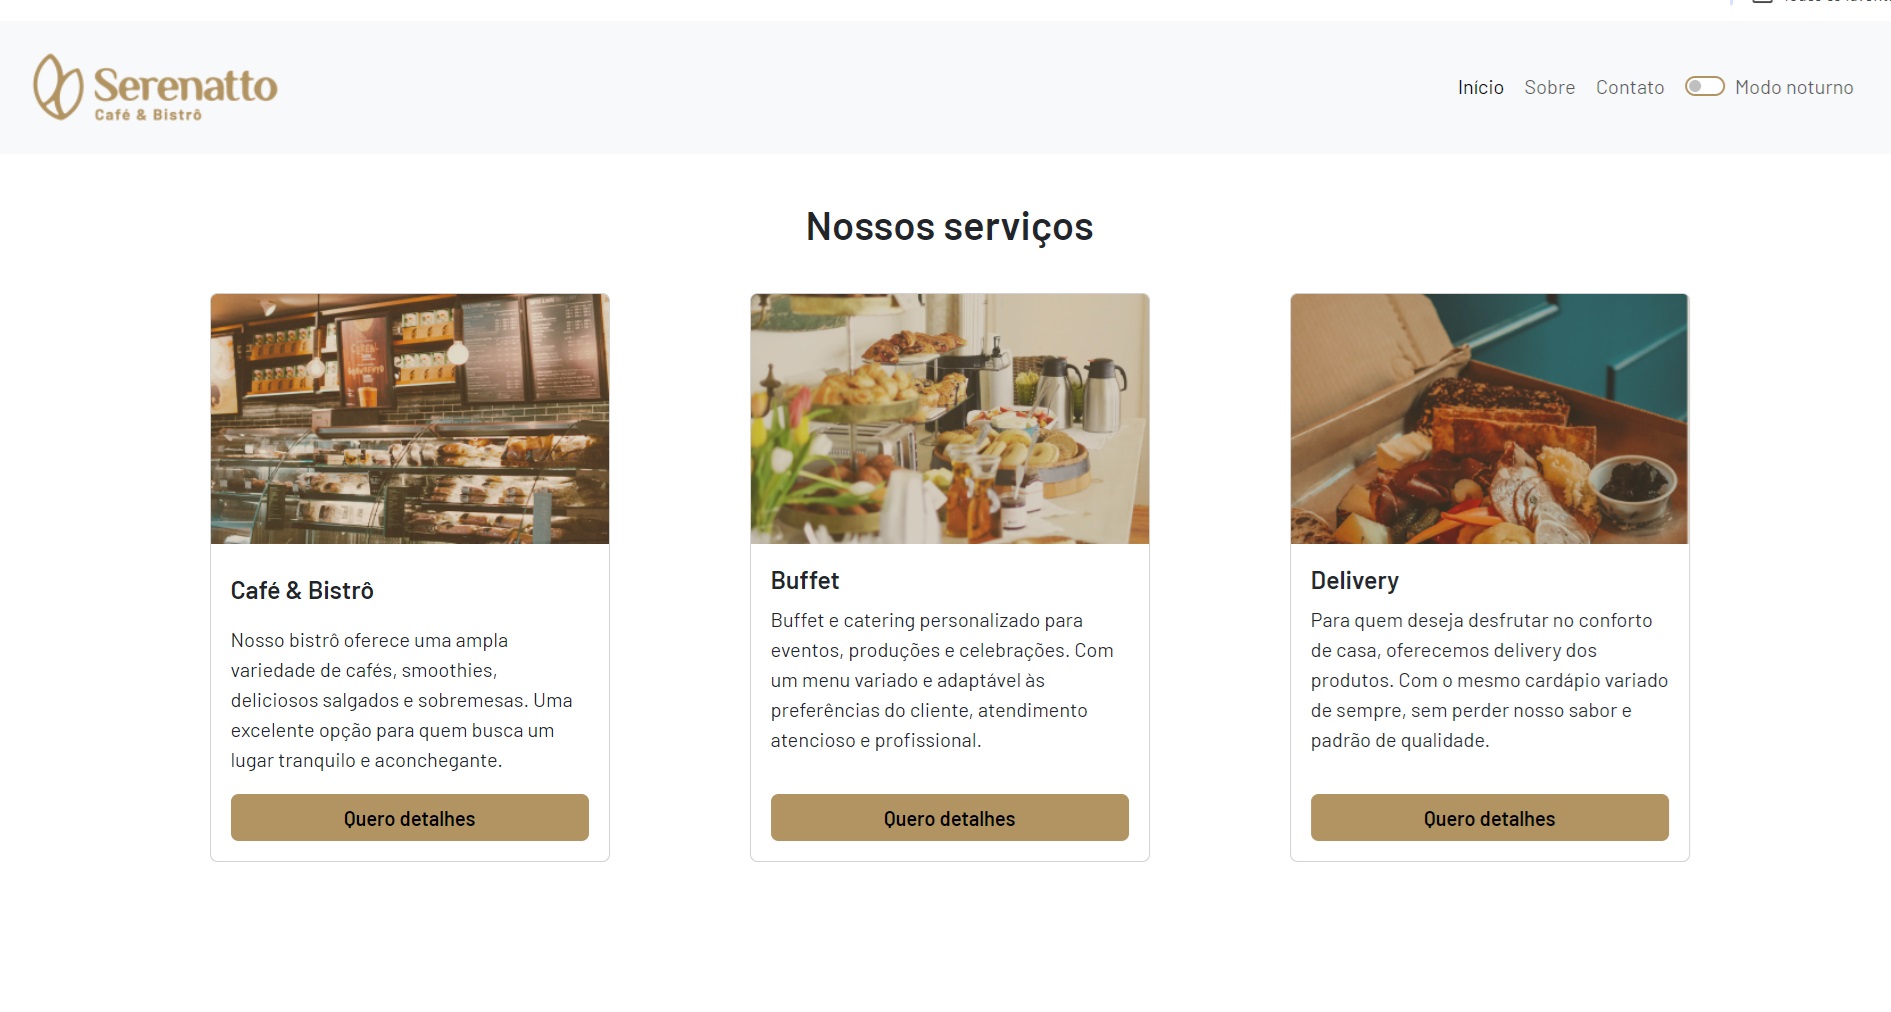 Serenatto
Café & Bistrô
Início Sobre Contato Modo noturno
Nossos serviços
Café & Bistrô
Nosso bistrô oferece uma ampla
variedade de cafés, smoothies,
deliciosos salgados e sobremesas. Uma
excelente opção para quem busca um
lugar tranquilo e aconchegante.
Quero detalhes
Buffet
Buffet e catering personalizado para
eventos, produções e celebrações. Com
um menu variado e adaptável às
preferências do cliente, atendimento
atencioso e profissional.
Quero detalhes
Delivery
Para quem deseja desfrutar no conforto
de casa, oferecemos delivery dos
produtos. Com o mesmo cardápio variado
de sempre, sem perder nosso sabor e
padrão de qualidade.
Quero detalhes